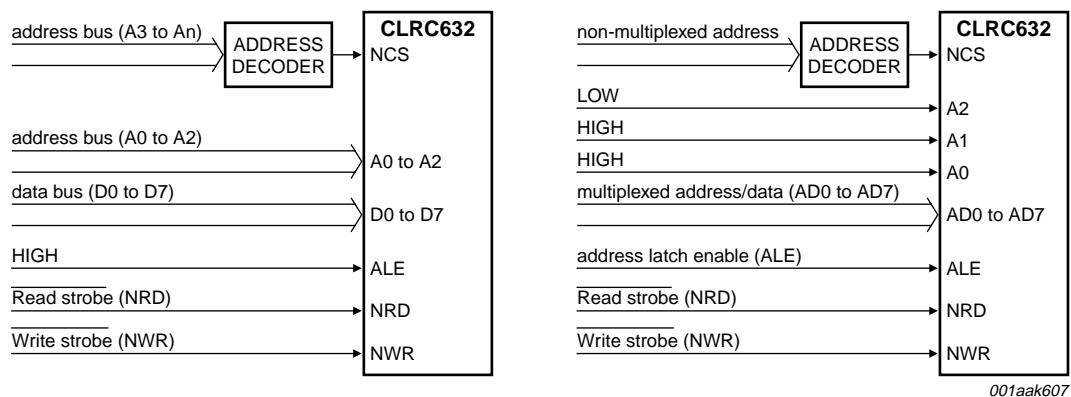 address bus (A3 to An)
ADDRESS
DECODER
CLRC632
NCS
address bus (A0 to A2)
A0 to A2
data bus (D0 to D7)
D0 to D7
HIGH
ALE
Read strobe (NRD)
NRD
Write strobe (NWR)
NWR
non-multiplexed address
ADDRESS
DECODER
CLRC632
NCS
LOW
A2
HIGH
A1
HIGH
A0
multiplexed address/data (AD0 to AD7)
AD0 to AD7
address latch enable (ALE)
ALE
Read strobe (NRD)
NRD
Write strobe (NWR)
NWR
001aak607